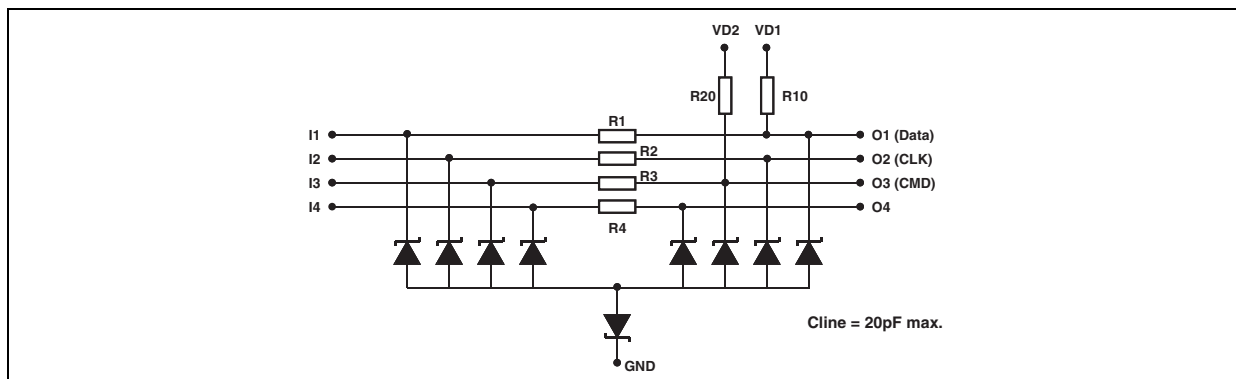 VD2 VD1
R20 R10
R1
I1 O1 (Data)
R2
I2 O2 (CLK)
R3
I3 O3 (CMD)
I4 O4
R4
Cline = 20pF max.
GND